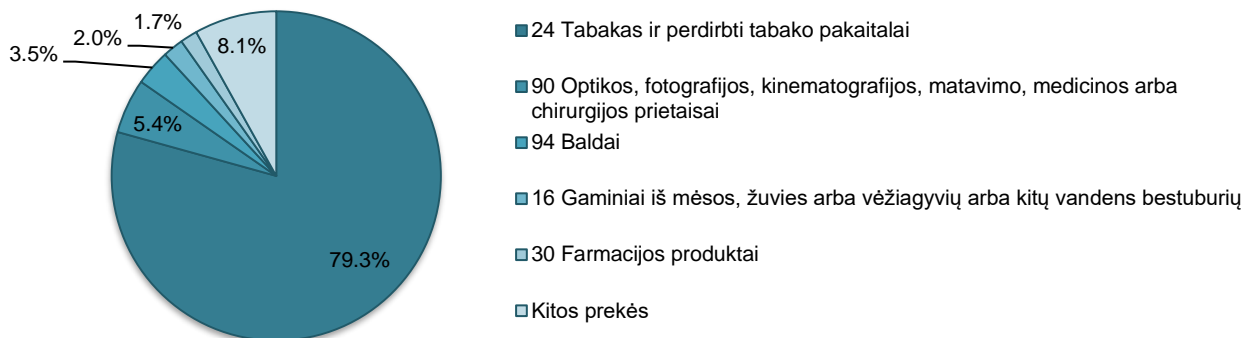 1.7%
2.0%
3.5%
8.1%
5.4%
79.3%
24 Tabakas ir perdirbti tabako pakaitalai
90 Optikos, fotografijos, kinematografijos, matavimo, medicinos arba
chirurgijos prietaisai
94 Baldai
16 Gaminiai iš mėsos, žuvies arba vėžiagyvių arba kitų vandens bestuburių
30 Farmacijos produktai
Kitos prekės